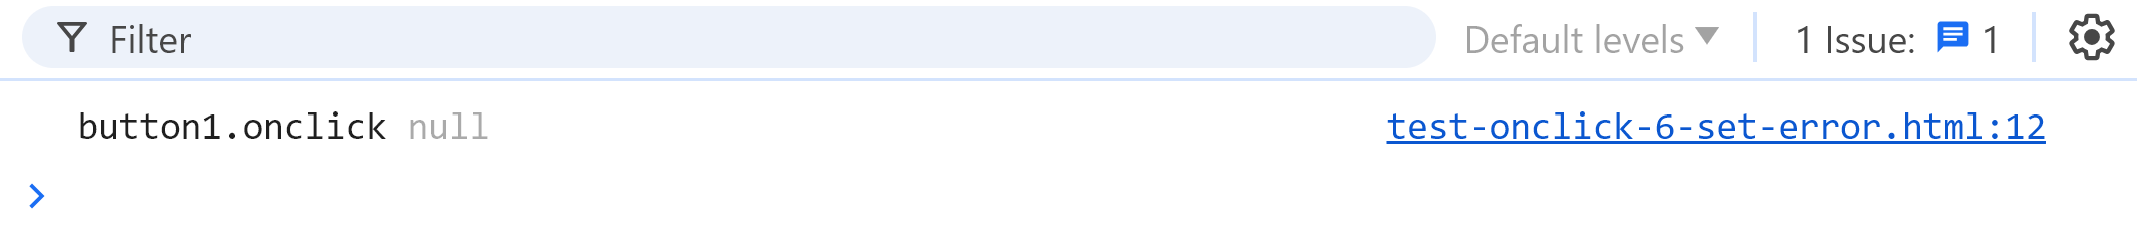 Filter Default levels 1 Issue: 1
button1.onclick null test-onclick-6-set-error.html:12